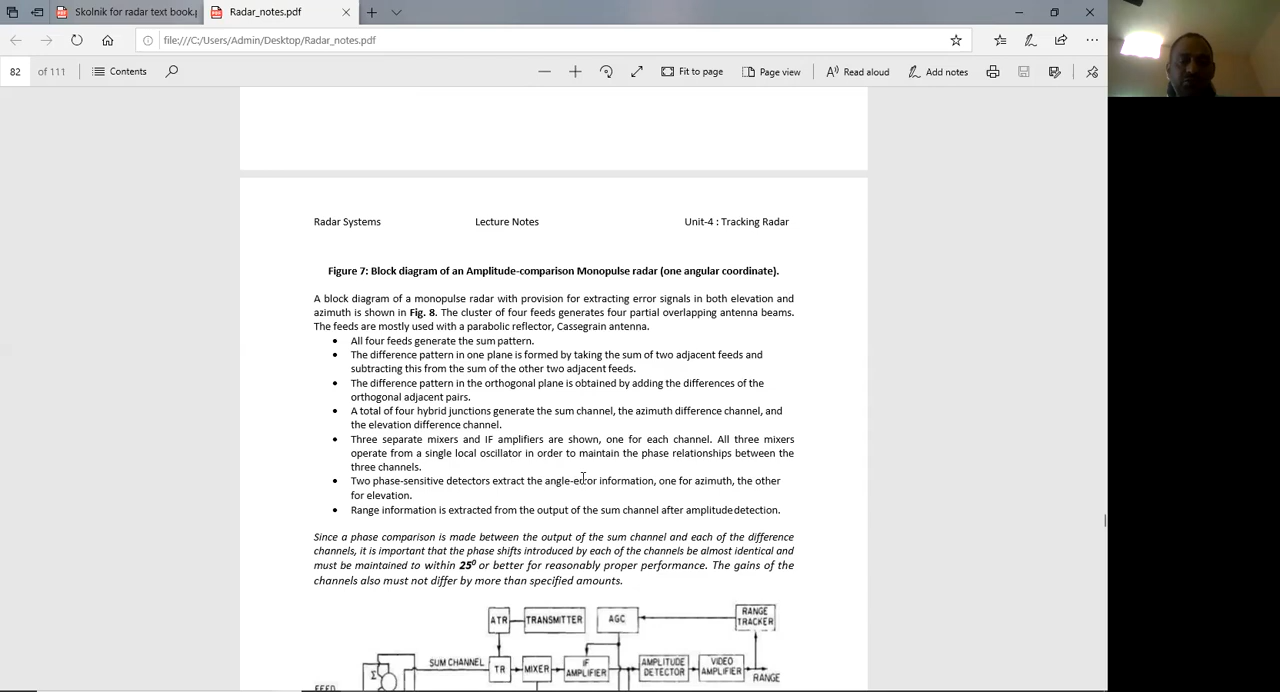 Skolnik for radar text book.p
Radar_notes.pdf
file:///C:/Users/Admin/Desktop/Radar_notes.pdf
82 of 111 Contents Fit to page Page view Read aloud Add notes
Radar Systems Lecture Notes Unit-4 : Tracking Radar
Figure 7: Block diagram of an Amplitude-comparison Monopulse radar (one angular coordinate).
A block diagram of a monopulse radar with provision for extracting error signals in both elevation and
azimuth is shown in Fig. 8. The cluster of four feeds generates four partial overlapping antenna beams.
The feeds are mostly used with a parabolic reflector, Cassegrain antenna.
• All four feeds generate the sum pattern.
• The difference pattern in one plane is formed by taking the sum of two adjacent feeds and
subtracting this from the sum of the other two adjacent feeds.
• The difference pattern in the orthogonal plane is obtained by adding the differences of the
orthogonal adjacent pairs.
• A total of four hybrid junctions generate the sum channel, the azimuth difference channel, and
the elevation difference channel.
• Three separate mixers and IF amplifiers are shown, one for each channel. All three mixers
operate from a single local oscillator in order to maintain the phase relationships between the
three channels.
• Two phase-sensitive detectors extract the angle-error information, one for azimuth, the other
for elevation.
• Range information is extracted from the output of the sum channel after amplitude detection.
Since a phase comparison is made between the output of the sum channel and each of the difference
channels, it is important that the phase shifts introduced by each of the channels be almost identical and
must be maintained to within 25⁰ or better for reasonably proper performance. The gains of the
channels also must not differ by more than specified amounts.
ATR TRANSMITTER AGC RANGE
TRACKER
SUM CHANNEL TR MIXER IF
AMPLIFIER AMPLITUDE
DETECTOR VIDEO
AMPLIFIER RANGE
Σ
FEED